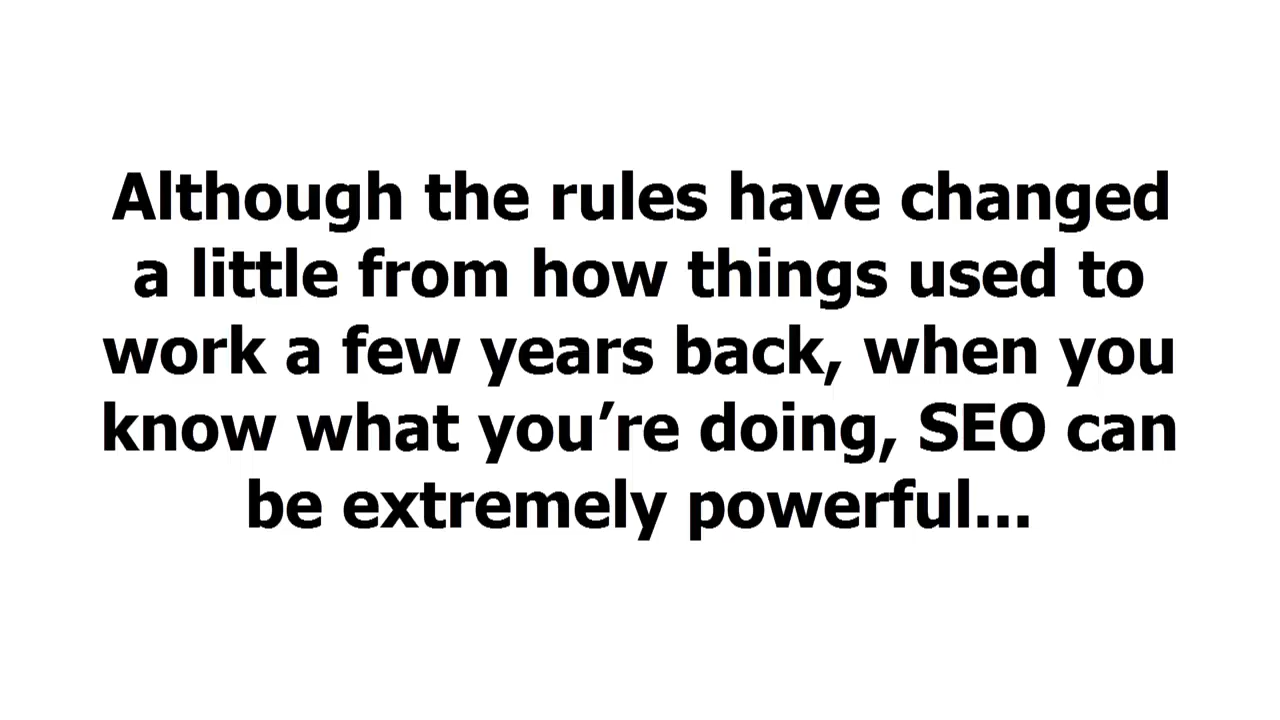 Although the rules have changed
a little from how things used to
work a few years back, when you
know what you’re doing, SEO can
be extremely powerful...